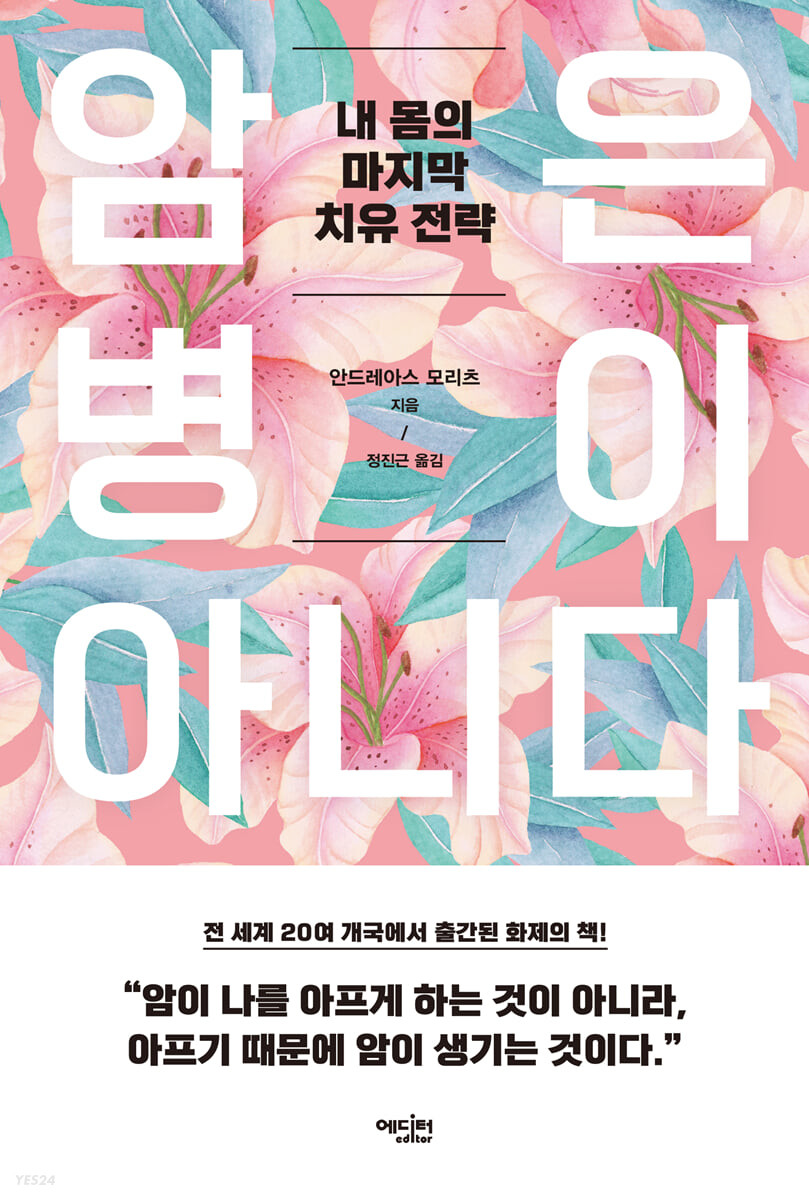 암은
병이
아니다
내 몸의
마지막
치유 전략
안드레아스 모리츠
지음
/
정진근 옮김
전 세계 20여 개국에서 출간된 화제의 책!
“암이 나를 아프게 하는 것이 아니라,
아프기 때문에 암이 생기는 것이다.”
에디터
editor
YES24